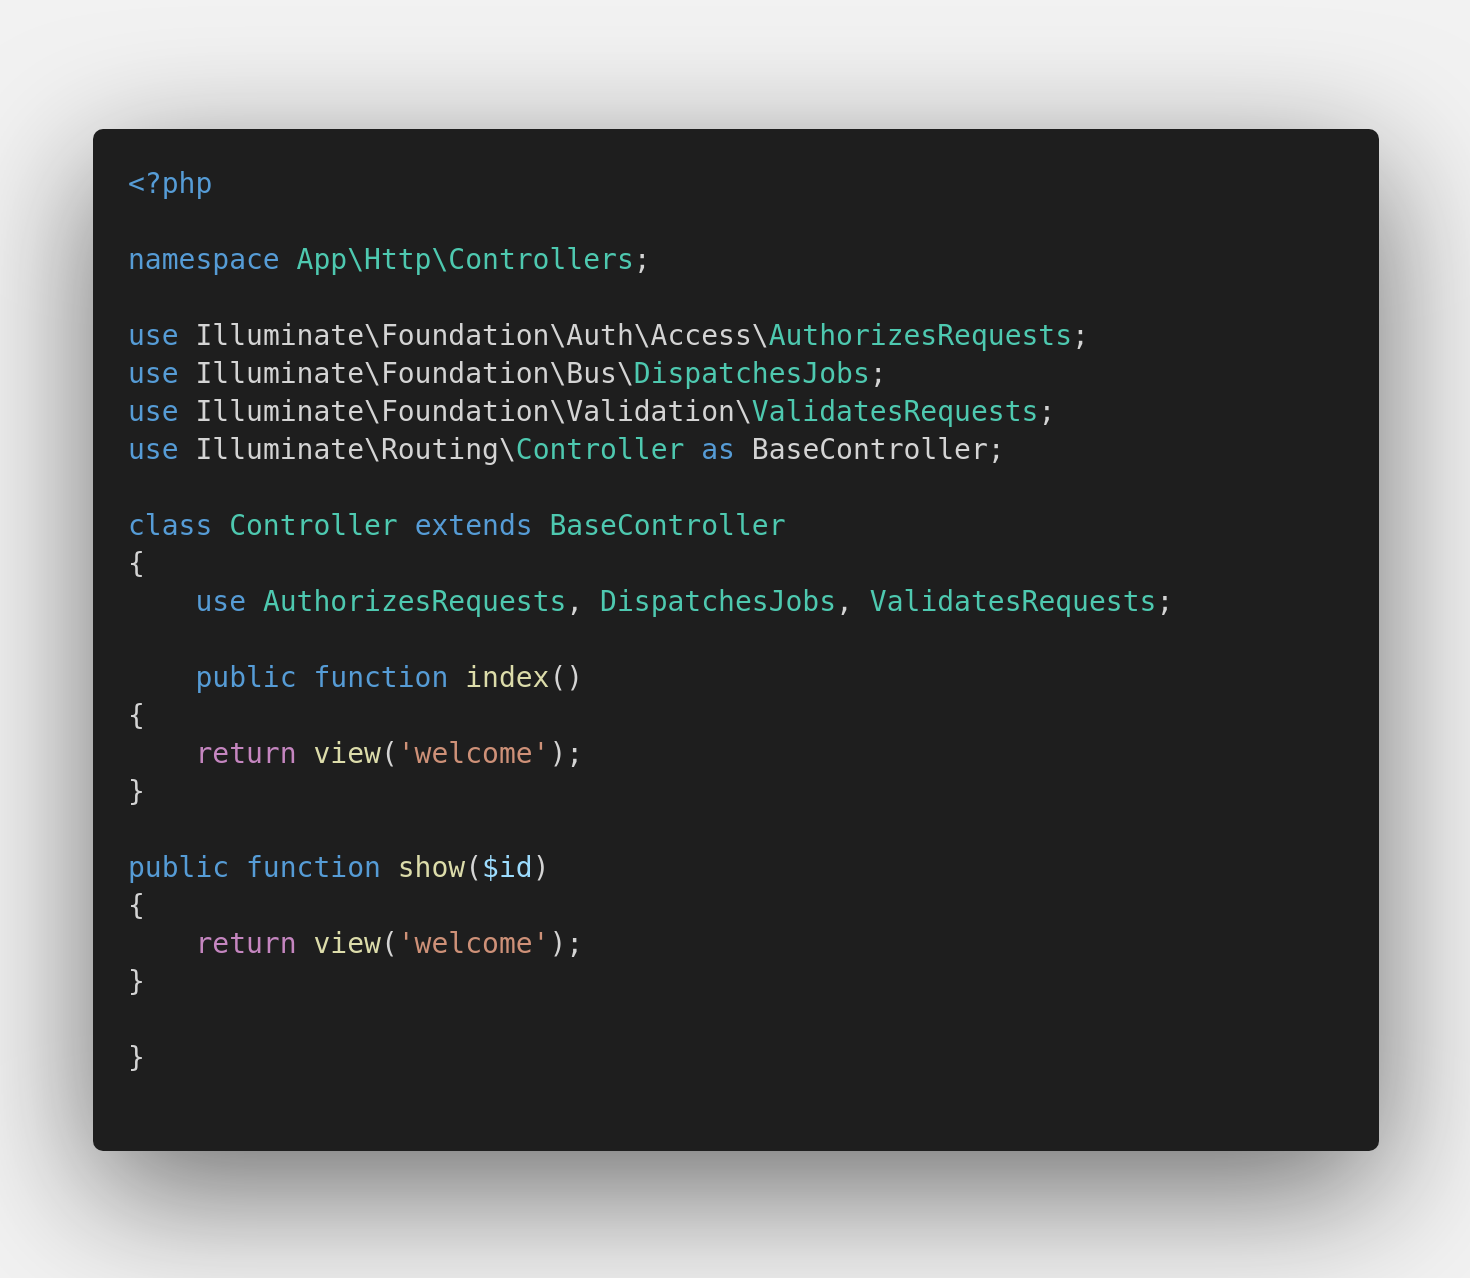 <?php

namespace App\Http\Controllers;

use Illuminate\Foundation\Auth\Access\AuthorizesRequests;
use Illuminate\Foundation\Bus\DispatchesJobs;
use Illuminate\Foundation\Validation\ValidatesRequests;
use Illuminate\Routing\Controller as BaseController;

class Controller extends BaseController
{
    use AuthorizesRequests, DispatchesJobs, ValidatesRequests;

    public function index()
{
    return view('welcome');
}

public function show($id)
{
    return view('welcome');
}

}